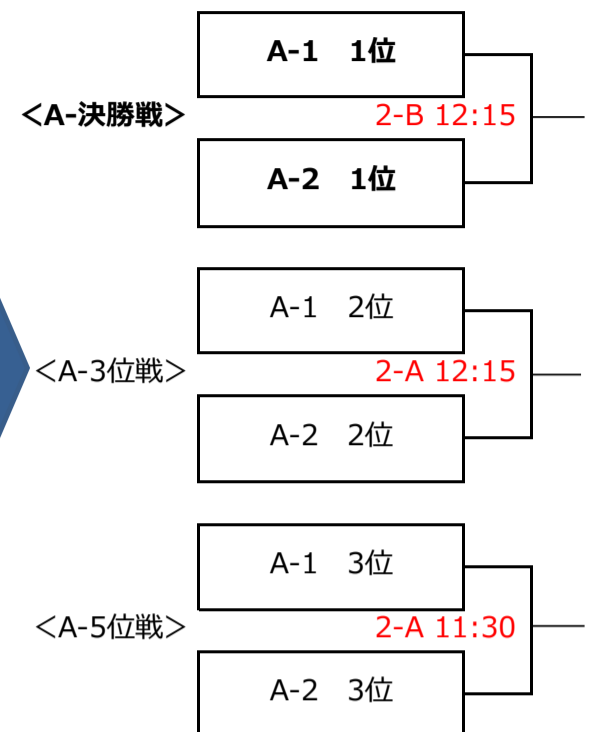 A-1 1位
＜A-決勝戦＞
2-B 12:15
A-2 1位
A-1 2位
＜A-3位戦＞
2-A 12:15
A-2 2位
A-1 3位
＜A-5位戦＞
2-A 11:30
A-2 3位